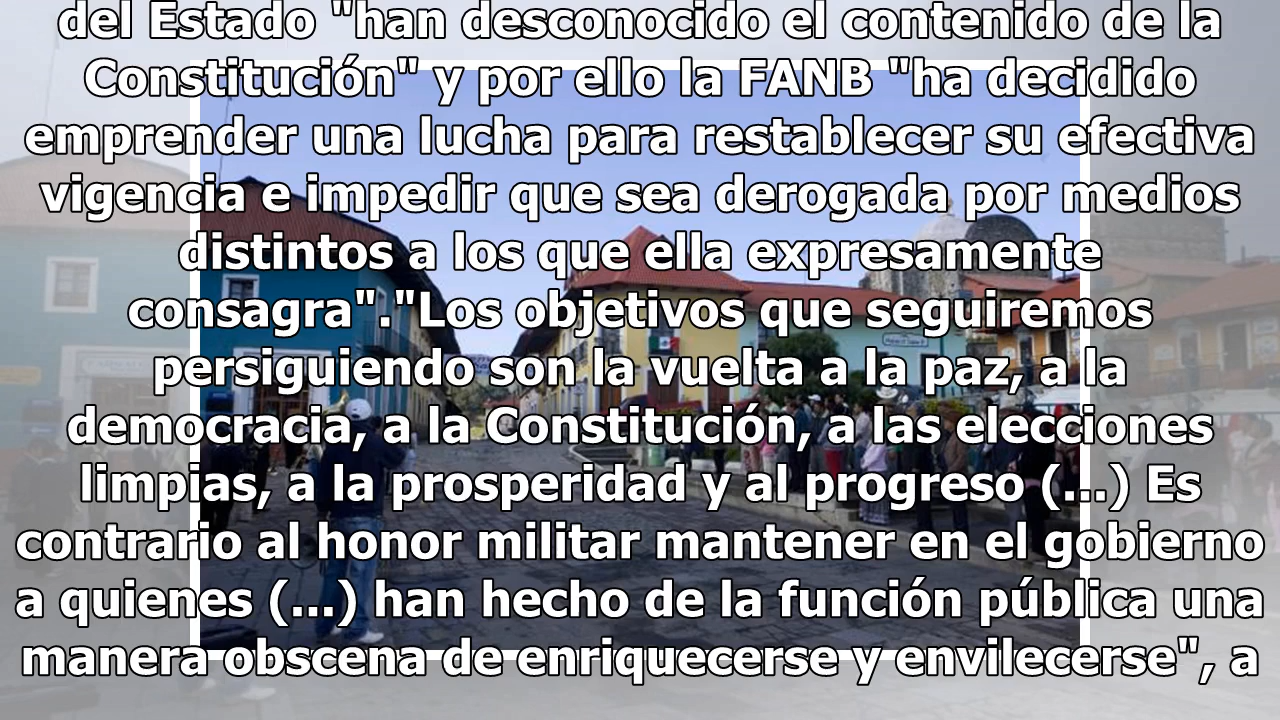 del Estado "han desconocido el contenido de la
Constitución" y por ello la FANB "ha decidido
emprender una lucha para restablecer su efectiva
vigencia e impedir que sea derogada por medios
distintos a los que ella expresamente
consagra"."Los objetivos que seguiremos
persiguiendo son la vuelta a la paz, a la
democracia, a la Constitución, a las elecciones
limpias, a la prosperidad y al progreso (...) Es
contrario al honor militar mantener en el gobierno
a quienes (...) han hecho de la función pública una
manera obscena de enriquecerse y envilecerse", a